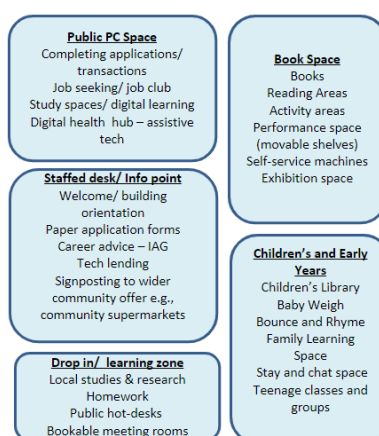 Public PC Space
Completing applications/
transactions
Job seeking/ job club
Study spaces/ digital learning
Digital health  hub – assistive
tech
Staffed desk/ Info point
Welcome/ building
orientation
Paper application forms
Career advice – IAG
Tech lending
Signposting to wider
community offer e.g.,
community supermarkets
Drop in/  learning zone
Local studies & research
Homework
Public hot-desks
Bookable meeting rooms
Book Space
Books
Reading Areas
Activity areas
Performance space
(movable shelves)
Self-service machines
Exhibition space
Children's and Early
Years
Children's Library
Baby Weigh
Bounce and Rhyme
Family Learning
Space
Stay and chat space
Teenage classes and
groups